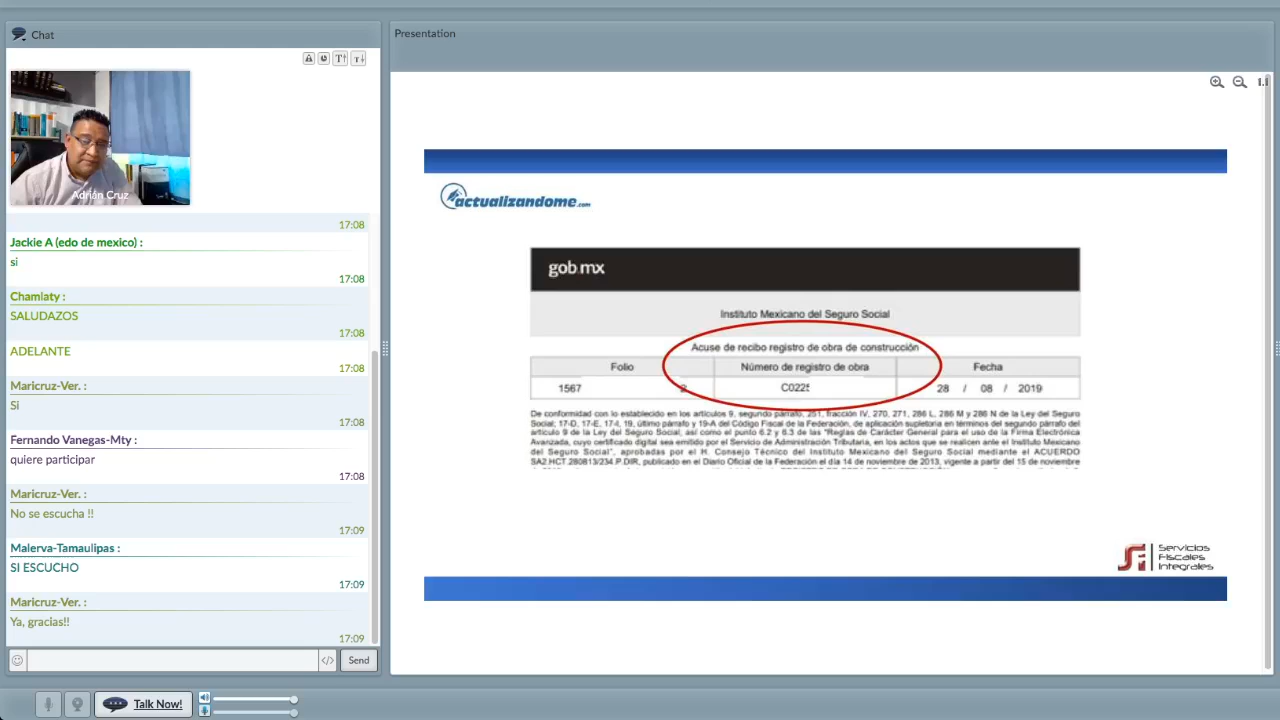 Chat
Adrián Cruz
17:08
Jackie A (edo de mexico) :
si
17:08
Chamlaty :
SALUDAZOS
17:08
ADELANTE
17:08
Maricruz-Ver. :
Si
17:08
Fernando Vanegas-Mty :
quiere participar
17:08
Maricruz-Ver. :
No se escucha !!
17:09
Malerva-Tamaulipas :
SI ESCUCHO
17:09
Maricruz-Ver. :
Ya, gracias!!
17:09
Send
Talk Now!
Presentation
1:1
actualizandome.com
gob.mx
Instituto Mexicano del Seguro Social
Acuse de recibo registro de obra de construcción
Folio Número de registro de obra Fecha
1567 2 C0225 28 / 08 / 2019
De conformidad con lo establecido en los artículos 9, segundo párrafo, 251, fracción IV, 270, 271, 286 L, 286 M y 286 N de la Ley del Seguro
Social; 17-D, 17-E, 17-I, 19, último párrafo y 19-A del Código Fiscal de la Federación, de aplicación supletoria en términos del segundo párrafo del
artículo 9 de la Ley del Seguro Social, así como el punto 6.2 y 6.3 de las "Reglas de Carácter General para el uso de la Firma Electrónica
Avanzada, cuyo certificado digital sea emitido por el Servicio de Administración Tributaria, en los actos que se realicen ante el Instituto Mexicano
del Seguro Social", aprobadas por el H. Consejo Técnico del Instituto Mexicano del Seguro Social mediante el ACUERDO
SA2.HCT.280813/234.P.DIR, publicado en el Diario Oficial de la Federación el día 14 de noviembre de 2013, vigente a partir del 15 de noviembre
Servicios
Fiscales
Integrales